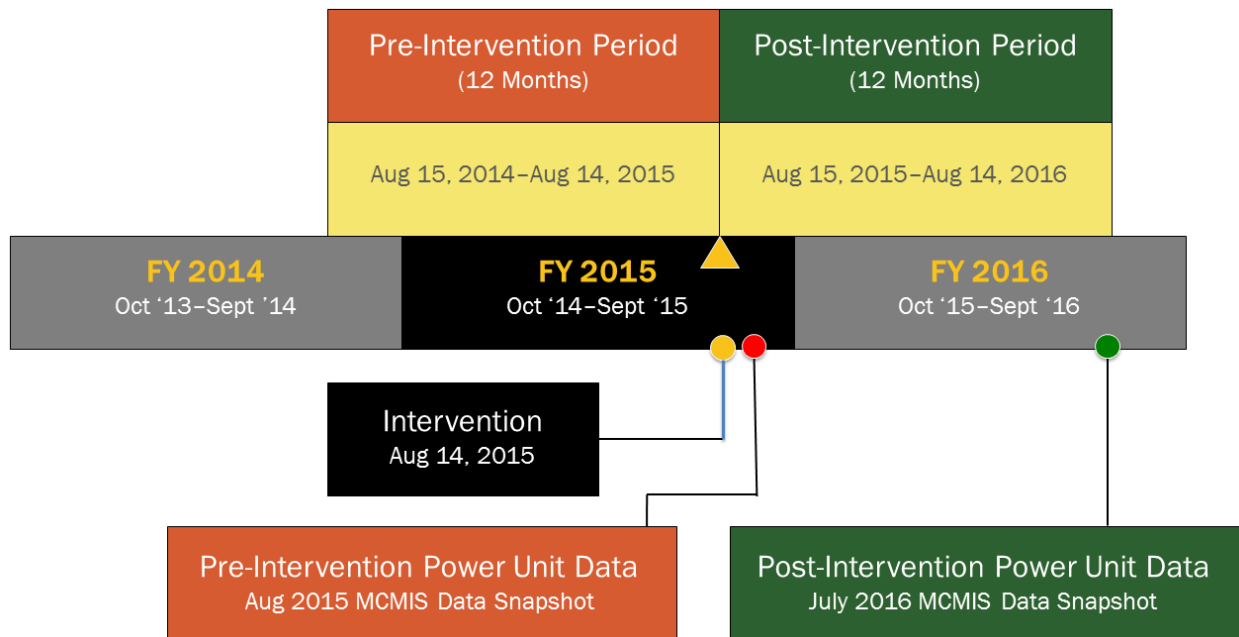 Pre-Intervention Period
(12 Months)
Post-Intervention Period
(12 Months)
Aug 15, 2014–Aug 14, 2015
Aug 15, 2015–Aug 14, 2016
FY 2014
Oct ‘13–Sept ‘14
FY 2015
Oct ‘14–Sept ‘15
FY 2016
Oct ‘15–Sept ‘16
Intervention
Aug 14, 2015
Pre-Intervention Power Unit Data
Aug 2015 MCMIS Data Snapshot
Post-Intervention Power Unit Data
July 2016 MCMIS Data Snapshot